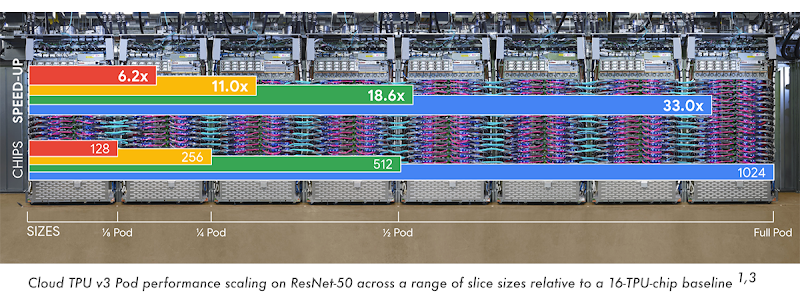 SPEED-UP
6.2x
11.0x
18.6x
33.0x
CHIPS
128
256
512
1024
SIZES
⅛ Pod
¼ Pod
½ Pod
Full Pod
Cloud TPU v3 Pod performance scaling on ResNet-50 across a range of slice sizes relative to a 16-TPU-chip baseline 1,3